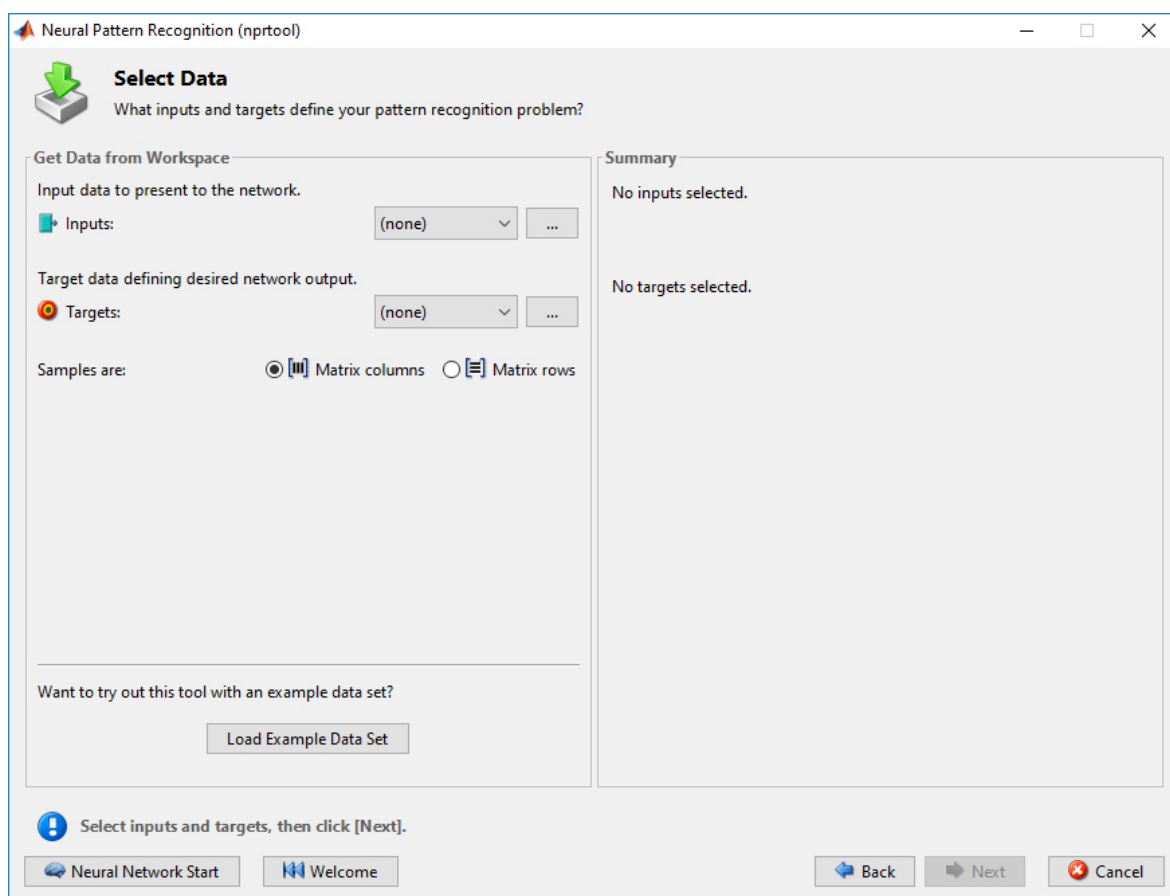 Neural Pattern Recognition (nprtool)
Select Data
What inputs and targets define your pattern recognition problem?
Get Data from Workspace
Input data to present to the network.
Inputs: (none) ...
Target data defining desired network output.
Targets: (none) ...
Samples are: Matrix columns Matrix rows
Want to try out this tool with an example data set?
Load Example Data Set
Summary
No inputs selected.
No targets selected.
Select inputs and targets, then click [Next].
Neural Network Start Welcome Back Next Cancel